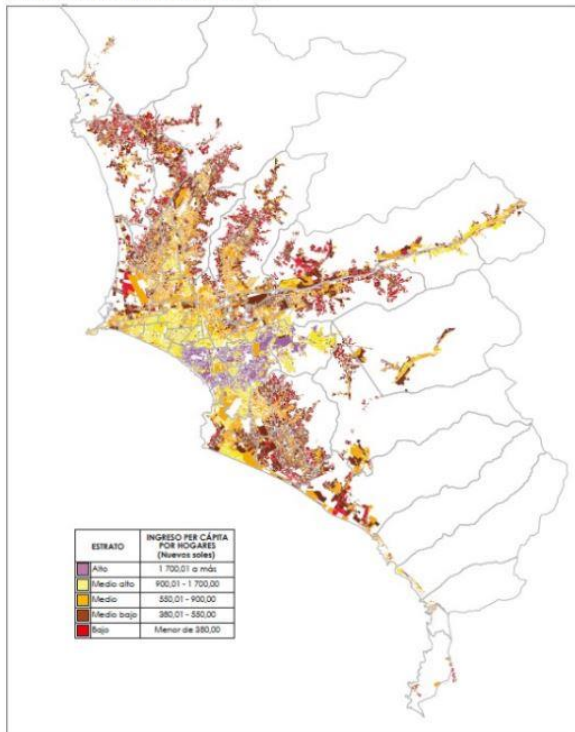 ESTRATO
INGRESO PER CÁPITA
POR HOGARES
(Nuevos soles)
Alto 1 700,01 a más
Medio alto 900,01 - 1 700,00
Medio 550,01 - 900,00
Medio bajo 380,01 - 550,00
Bajo Menor de 380,00